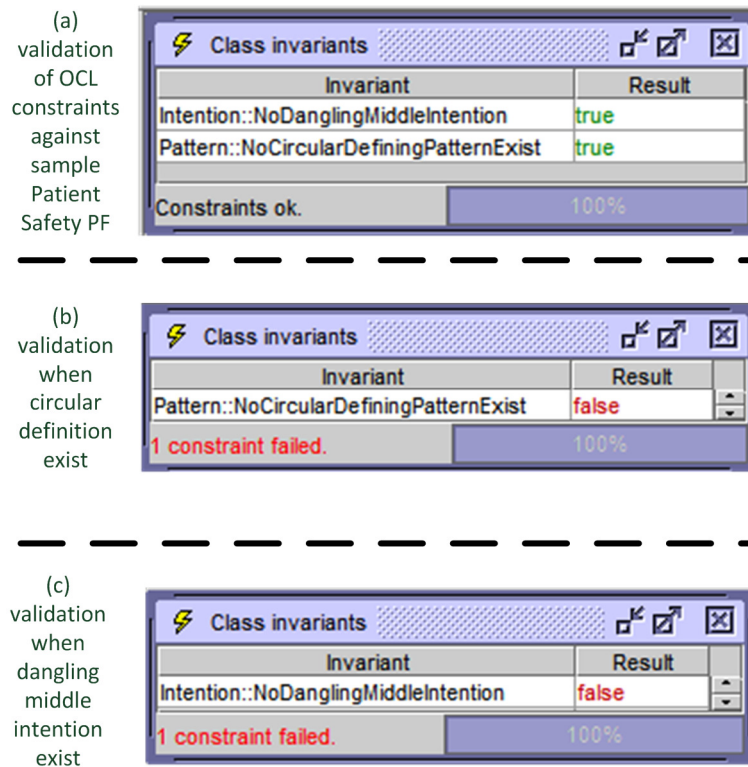 (a)
validation
of OCL
constraints
against
sample
Patient
Safety PF
Class invariants
Invariant Result
Intention::NoDanglingMiddleIntention true
Pattern::NoCircularDefiningPatternExist true
Constraints ok. 100%
(b)
validation
when
circular
definition
exist
Class invariants
Invariant Result
Pattern::NoCircularDefiningPatternExist false
1 constraint failed. 100%
(c)
validation
when
dangling
middle
intention
exist
Class invariants
Invariant Result
Intention::NoDanglingMiddleIntention false
1 constraint failed. 100%